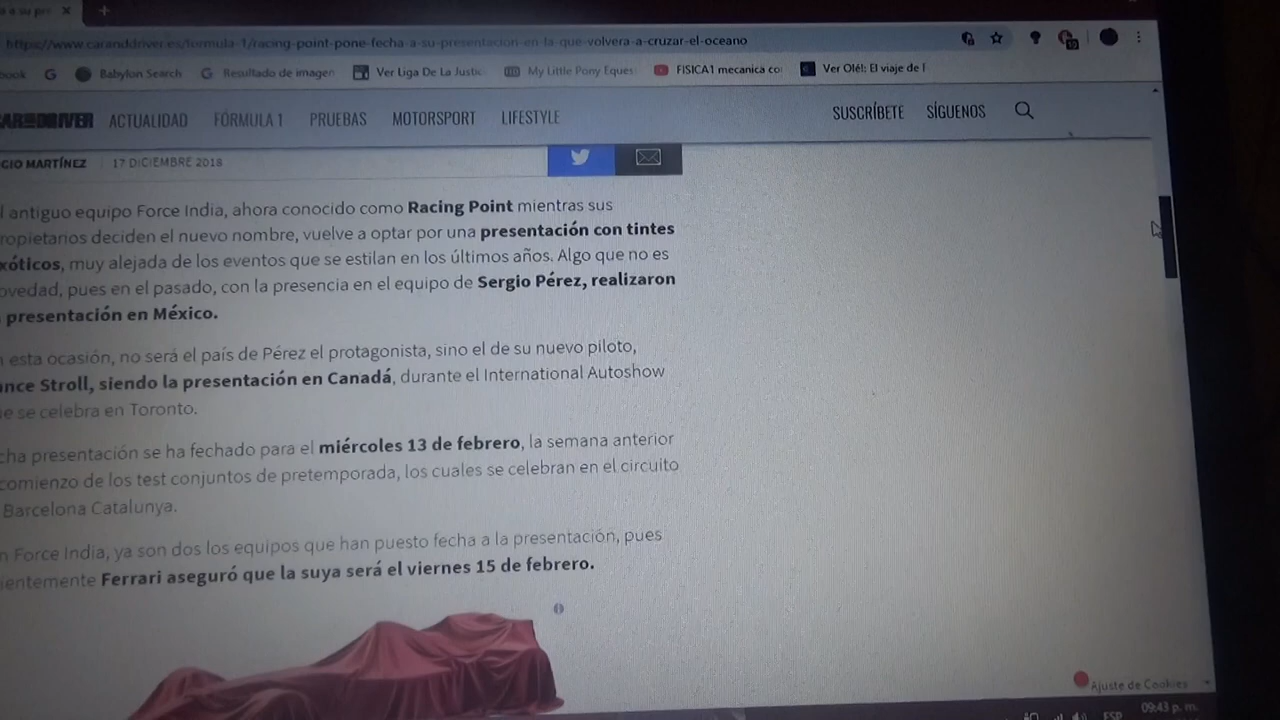 https://www.caranddriver.es/formula-1/racing-point-pone-fecha-a-su-presentacion-en-la-que-volvera-a-cruzar-el-oceano
ook G Babylon Search G Resultado de imagen Ver Liga De La Justic My Little Pony Eques FISICA1 mecanica co Ver Olé!: El viaje de F
CAR AND DRIVER ACTUALIDAD FÓRMULA 1 PRUEBAS MOTORSPORT LIFESTYLE SUSCRÍBETE SÍGUENOS
GIO MARTÍNEZ 17 DICIEMBRE 2018
l antiguo equipo Force India, ahora conocido como Racing Point mientras sus
ropietarios deciden el nuevo nombre, vuelve a optar por una presentación con tintes
xóticos, muy alejada de los eventos que se estilan en los últimos años. Algo que no es
ovedad, pues en el pasado, con la presencia en el equipo de Sergio Pérez, realizaron
presentación en México.
n esta ocasión, no será el país de Pérez el protagonista, sino el de su nuevo piloto,
ance Stroll, siendo la presentación en Canadá, durante el International Autoshow
ue se celebra en Toronto.
cha presentación se ha fechado para el miércoles 13 de febrero, la semana anterior
comienzo de los test conjuntos de pretemporada, los cuales se celebran en el circuito
Barcelona Catalunya.
n Force India, ya son dos los equipos que han puesto fecha a la presentación, pues
ientemente Ferrari aseguró que la suya será el viernes 15 de febrero.
Ajuste de Cookies
ESP 09:43 p. m.